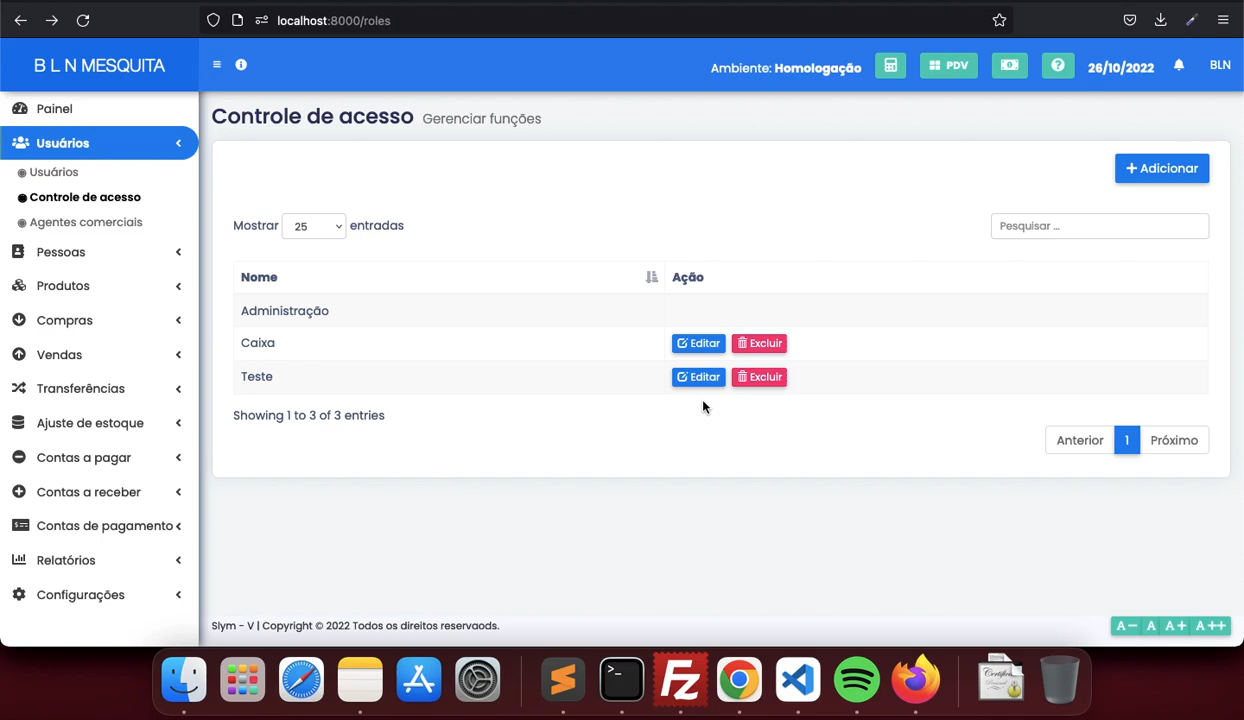 localhost:8000/roles
B L N MESQUITA
Ambiente: Homologação
PDV
26/10/2022
BLN
Painel
Usuários
Usuários
Controle de acesso
Agentes comerciais
Pessoas
Produtos
Compras
Vendas
Transferências
Ajuste de estoque
Contas a pagar
Contas a receber
Contas de pagamento
Relatórios
Configurações
Controle de acesso Gerenciar funções
+ Adicionar
Mostrar 25 entradas
Pesquisar ...
Nome Ação
Administração
Caixa Editar Excluir
Teste Editar Excluir
Showing 1 to 3 of 3 entries
Anterior 1 Próximo
Slym - V | Copyright © 2022 Todos os direitos reservaods.
A− A A+ A++